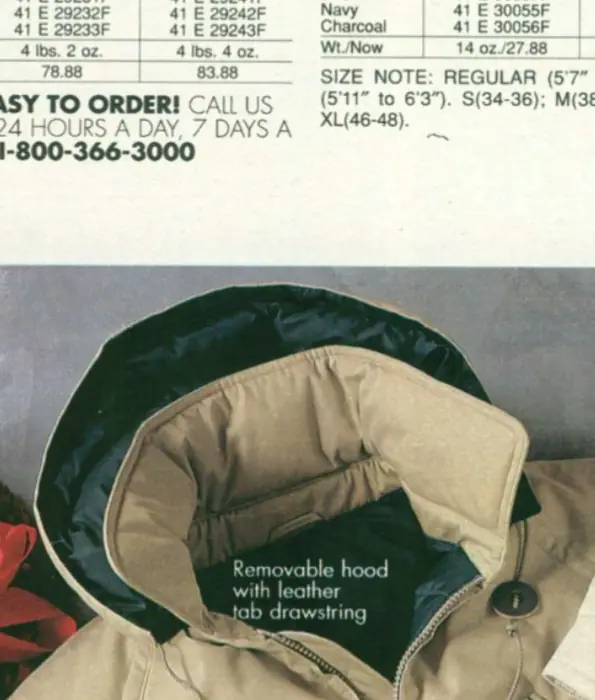 41 E 29232F 41 E 29242F
41 E 29233F 41 E 29243F
4 lbs. 2 oz. 4 lbs. 4 oz.
78.88 83.88
ASY TO ORDER! CALL US
24 HOURS A DAY, 7 DAYS A
1-800-366-3000
Navy 41 E 30055F
Charcoal 41 E 30056F
Wt./Now 14 oz./27.88
SIZE NOTE: REGULAR (5'7"
(5'11" to 6'3"). S(34-36); M(38
XL(46-48).
Removable hood
with leather
tab drawstring